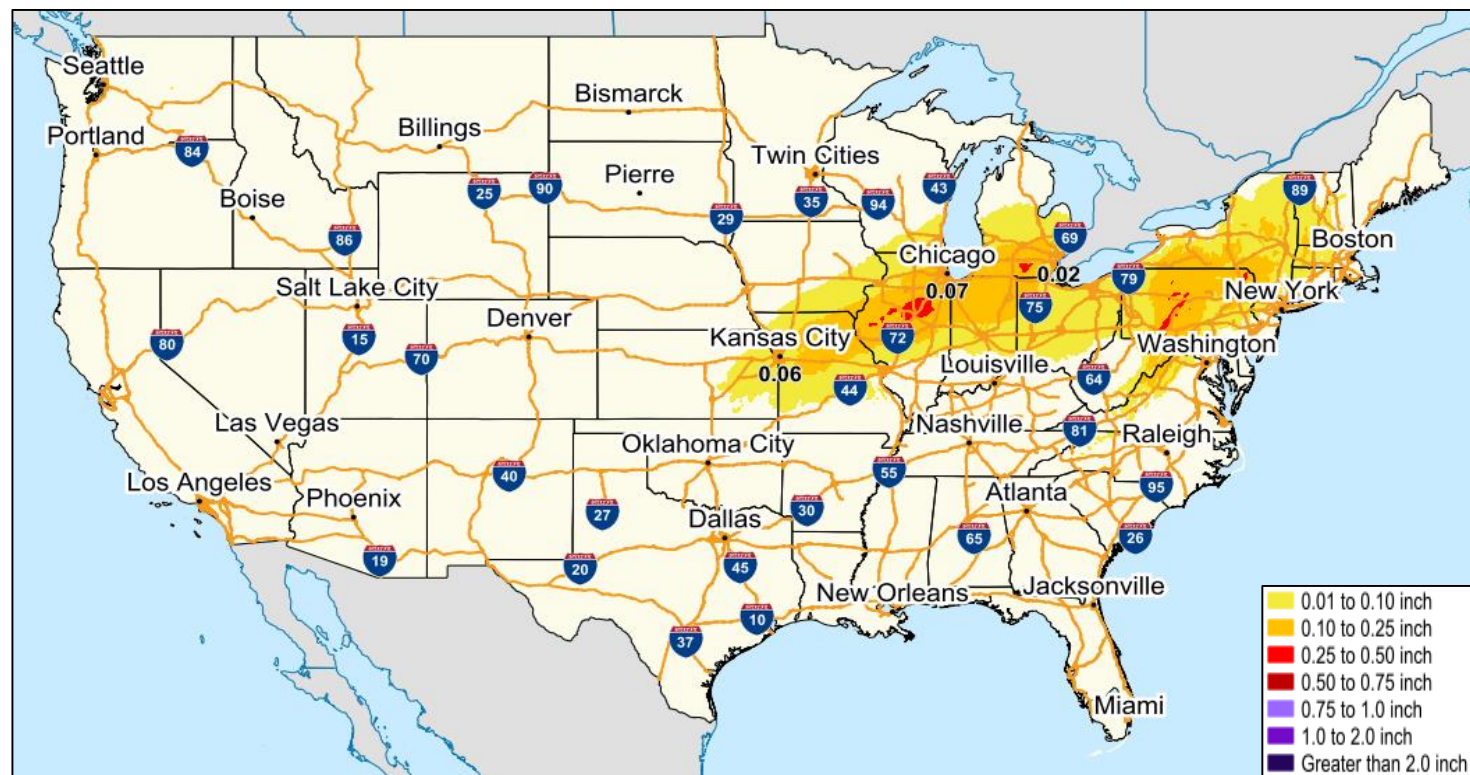 Seattle
Portland
84
Boise
86
Billings
Bismarck
25
90
Pierre
29
Twin Cities
35
94
43
69
89
Boston
Chicago
0.07
0.02
79
75
New York
Salt Lake City
15
80
Denver
70
Kansas City
0.06
72
44
Louisville
64
Washington
Las Vegas
Los Angeles
Phoenix
19
40
27
Oklahoma City
Dallas
30
20
45
10
37
55
Nashville
81
Raleigh
95
Atlanta
65
26
New Orleans
Jacksonville
Miami
0.01 to 0.10 inch
0.10 to 0.25 inch
0.25 to 0.50 inch
0.50 to 0.75 inch
0.75 to 1.0 inch
1.0 to 2.0 inch
Greater than 2.0 inch